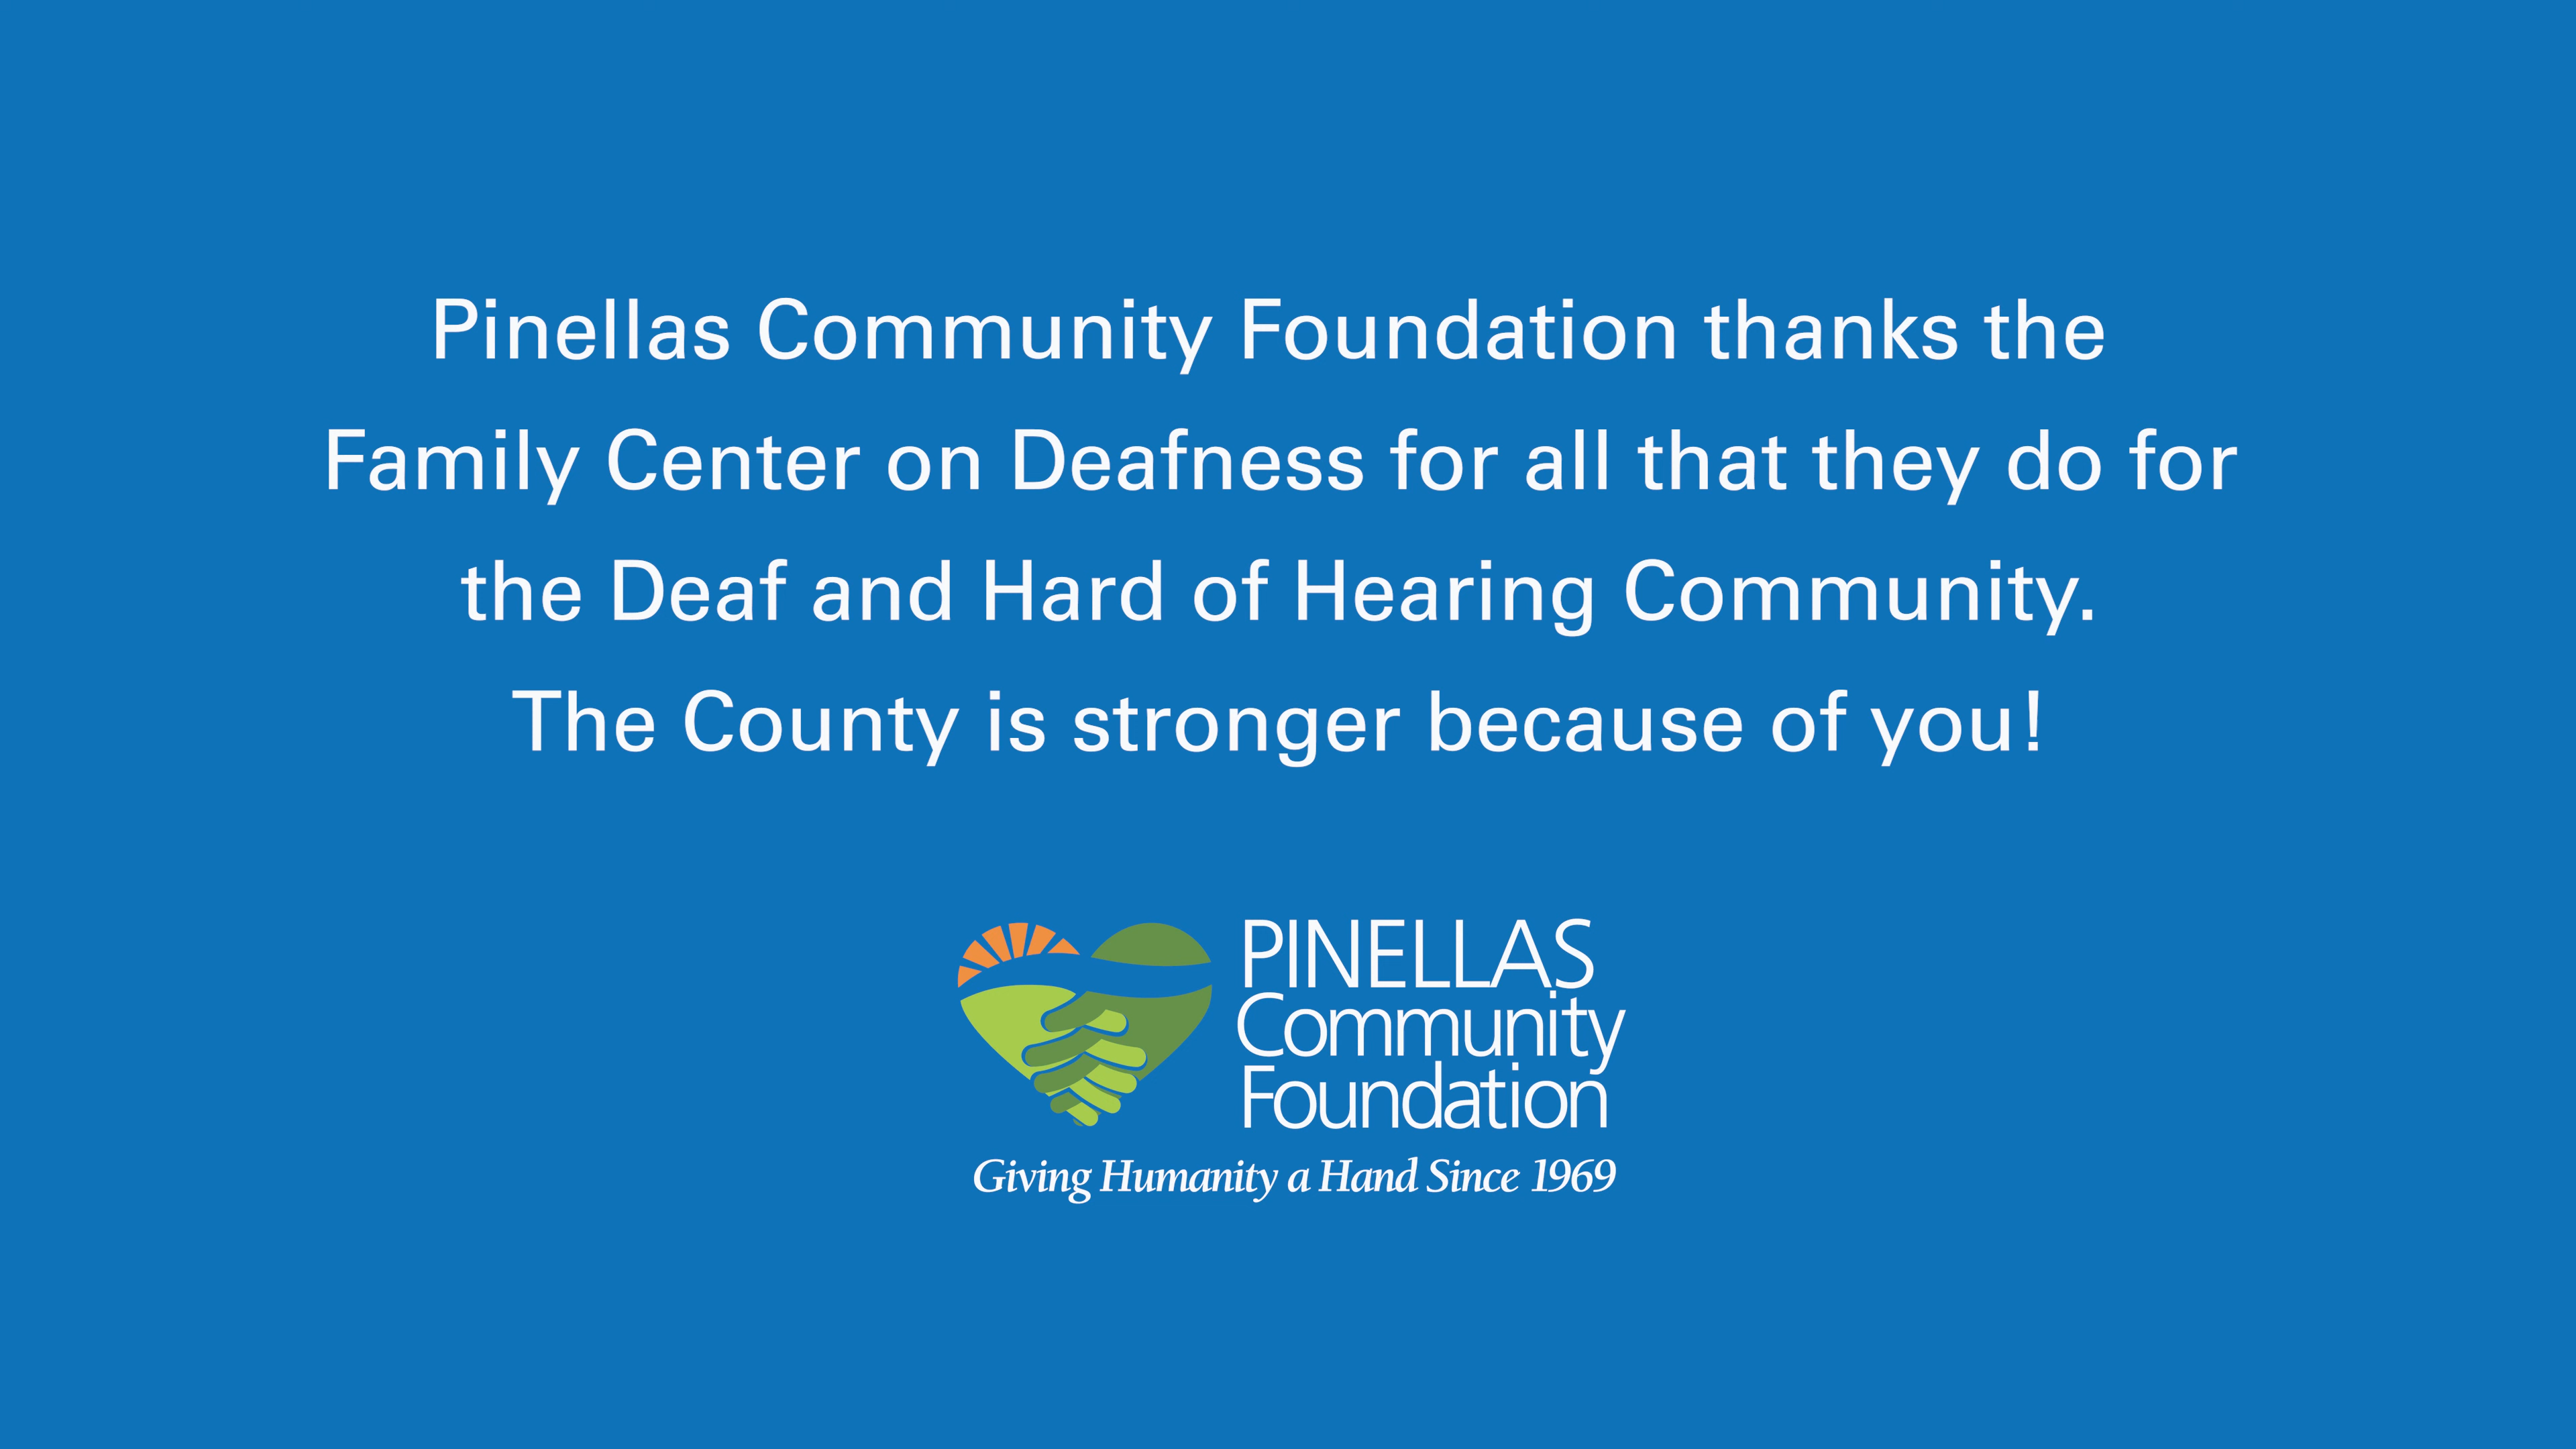 Pinellas Community Foundation thanks the
Family Center on Deafness for all that they do for
the Deaf and Hard of Hearing Community.
The County is stronger because of you!
PINELLAS
Community
Foundation
Giving Humanity a Hand Since 1969